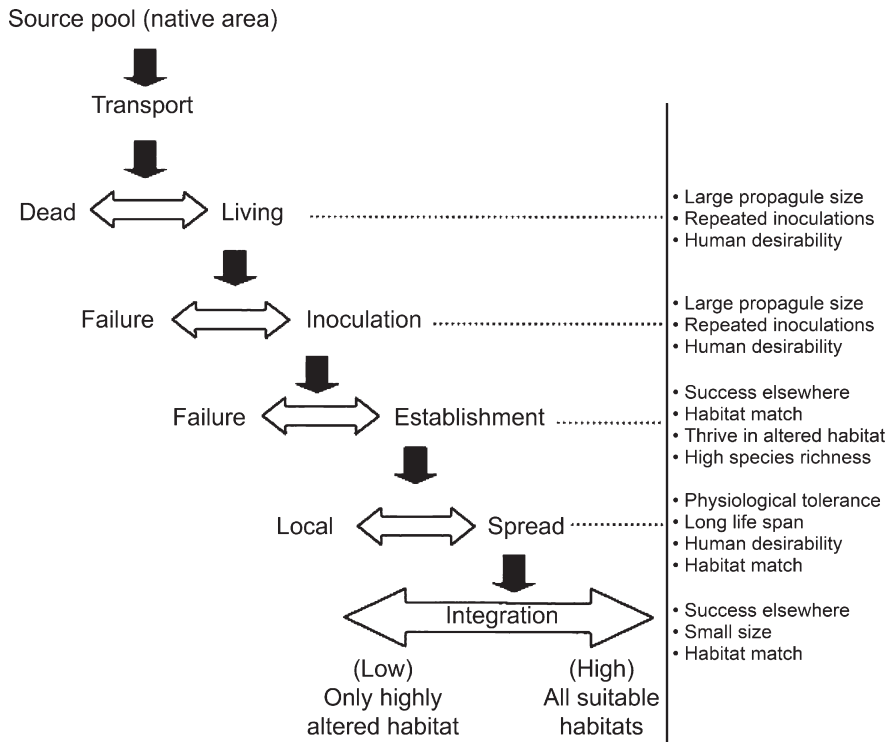 Source pool (native area)
Transport
Dead
Living
• Large propagule size
• Repeated inoculations
• Human desirability
Failure
Inoculation
• Large propagule size
• Repeated inoculations
• Human desirability
Failure
Establishment
• Success elsewhere
• Habitat match
• Thrive in altered habitat
• High species richness
Local
Spread
• Physiological tolerance
• Long life span
• Human desirability
• Habitat match
Integration
• Success elsewhere
• Small size
• Habitat match
(Low)
Only highly
altered habitat
(High)
All suitable
habitats